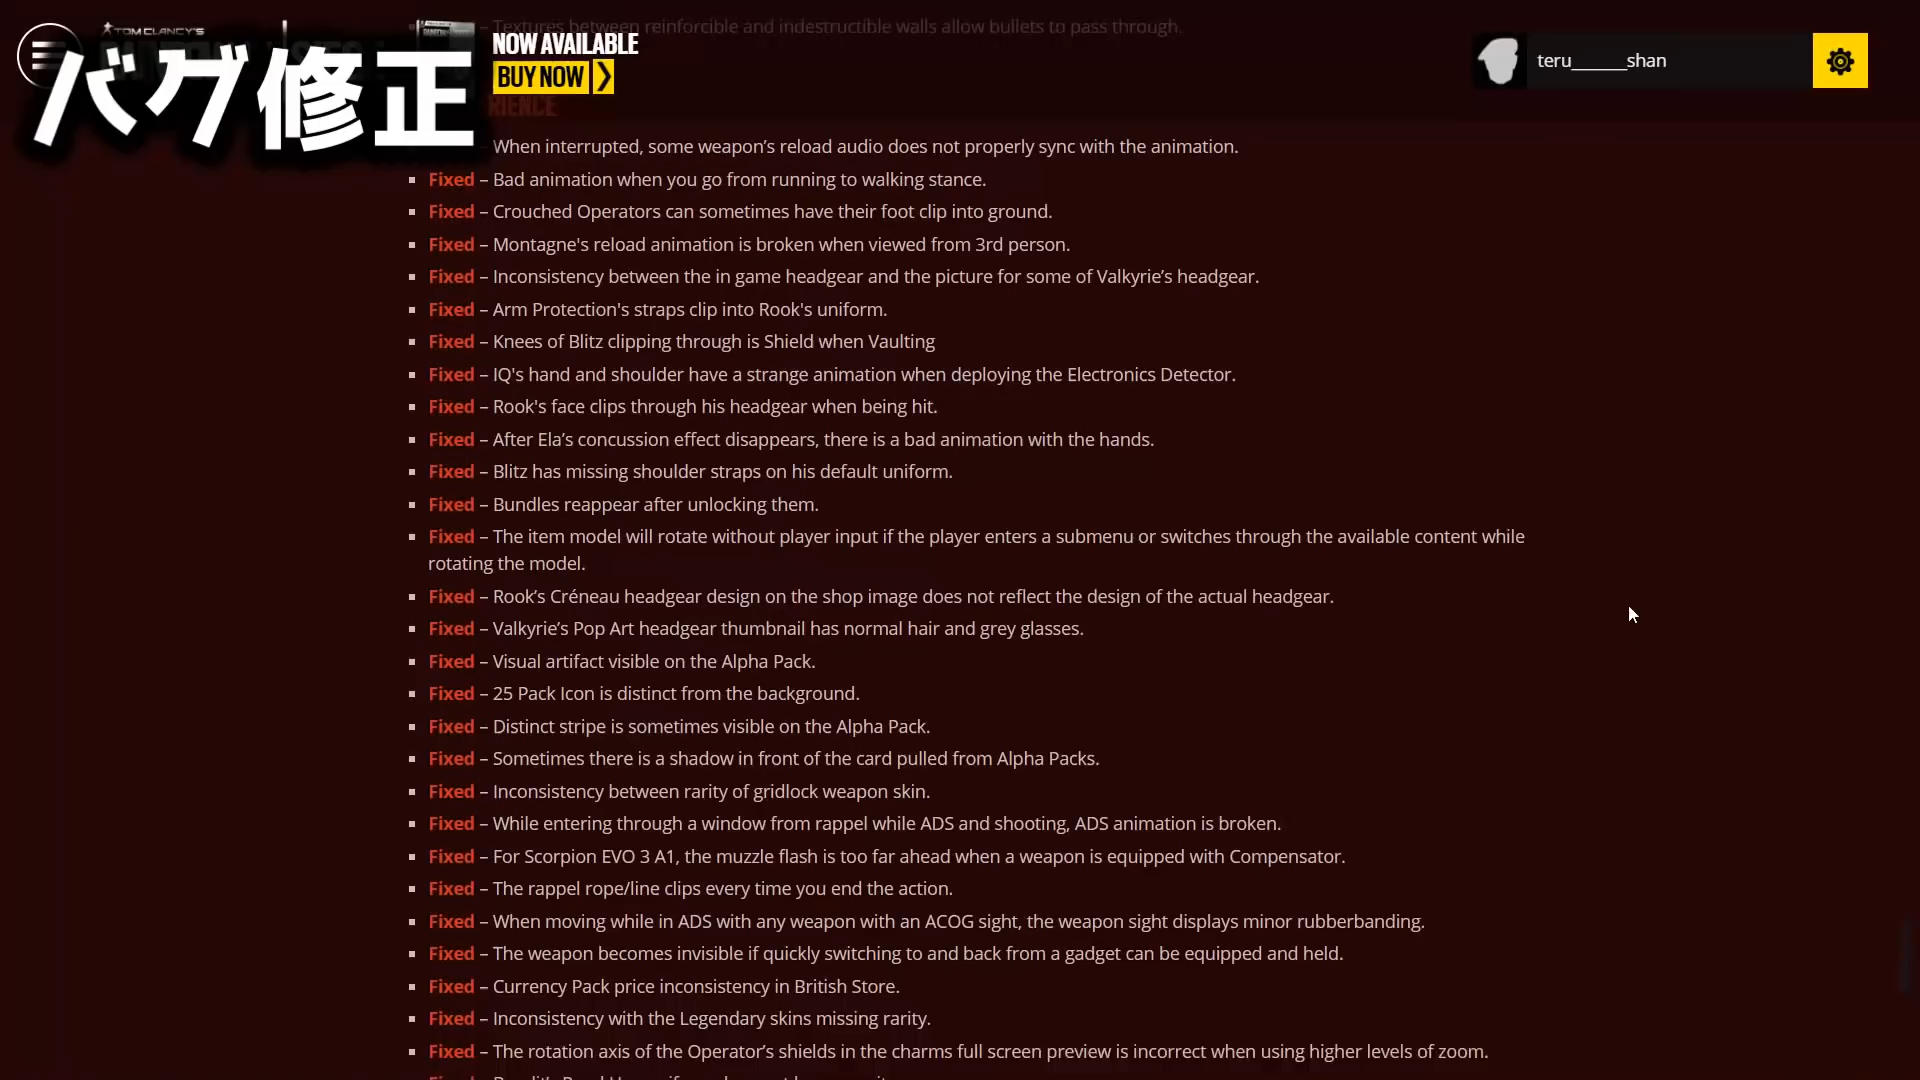 – Textures between reinforcible and indestructible walls allow bullets to pass through.
TOM CLANCY'S
バグ修正
NOW AVAILABLE
BUY NOW
teru______shan
RIENCE
When interrupted, some weapon’s reload audio does not properly sync with the animation.
Fixed – Bad animation when you go from running to walking stance.
Fixed – Crouched Operators can sometimes have their foot clip into ground.
Fixed – Montagne's reload animation is broken when viewed from 3rd person.
Fixed – Inconsistency between the in game headgear and the picture for some of Valkyrie’s headgear.
Fixed – Arm Protection's straps clip into Rook's uniform.
Fixed – Knees of Blitz clipping through is Shield when Vaulting
Fixed – IQ's hand and shoulder have a strange animation when deploying the Electronics Detector.
Fixed – Rook's face clips through his headgear when being hit.
Fixed – After Ela’s concussion effect disappears, there is a bad animation with the hands.
Fixed – Blitz has missing shoulder straps on his default uniform.
Fixed – Bundles reappear after unlocking them.
Fixed – The item model will rotate without player input if the player enters a submenu or switches through the available content while
rotating the model.
Fixed – Rook’s Créneau headgear design on the shop image does not reflect the design of the actual headgear.
Fixed – Valkyrie’s Pop Art headgear thumbnail has normal hair and grey glasses.
Fixed – Visual artifact visible on the Alpha Pack.
Fixed – 25 Pack Icon is distinct from the background.
Fixed – Distinct stripe is sometimes visible on the Alpha Pack.
Fixed – Sometimes there is a shadow in front of the card pulled from Alpha Packs.
Fixed – Inconsistency between rarity of gridlock weapon skin.
Fixed – While entering through a window from rappel while ADS and shooting, ADS animation is broken.
Fixed – For Scorpion EVO 3 A1, the muzzle flash is too far ahead when a weapon is equipped with Compensator.
Fixed – The rappel rope/line clips every time you end the action.
Fixed – When moving while in ADS with any weapon with an ACOG sight, the weapon sight displays minor rubberbanding.
Fixed – The weapon becomes invisible if quickly switching to and back from a gadget can be equipped and held.
Fixed – Currency Pack price inconsistency in British Store.
Fixed – Inconsistency with the Legendary skins missing rarity.
Fixed – The rotation axis of the Operator’s shields in the charms full screen preview is incorrect when using higher levels of zoom.